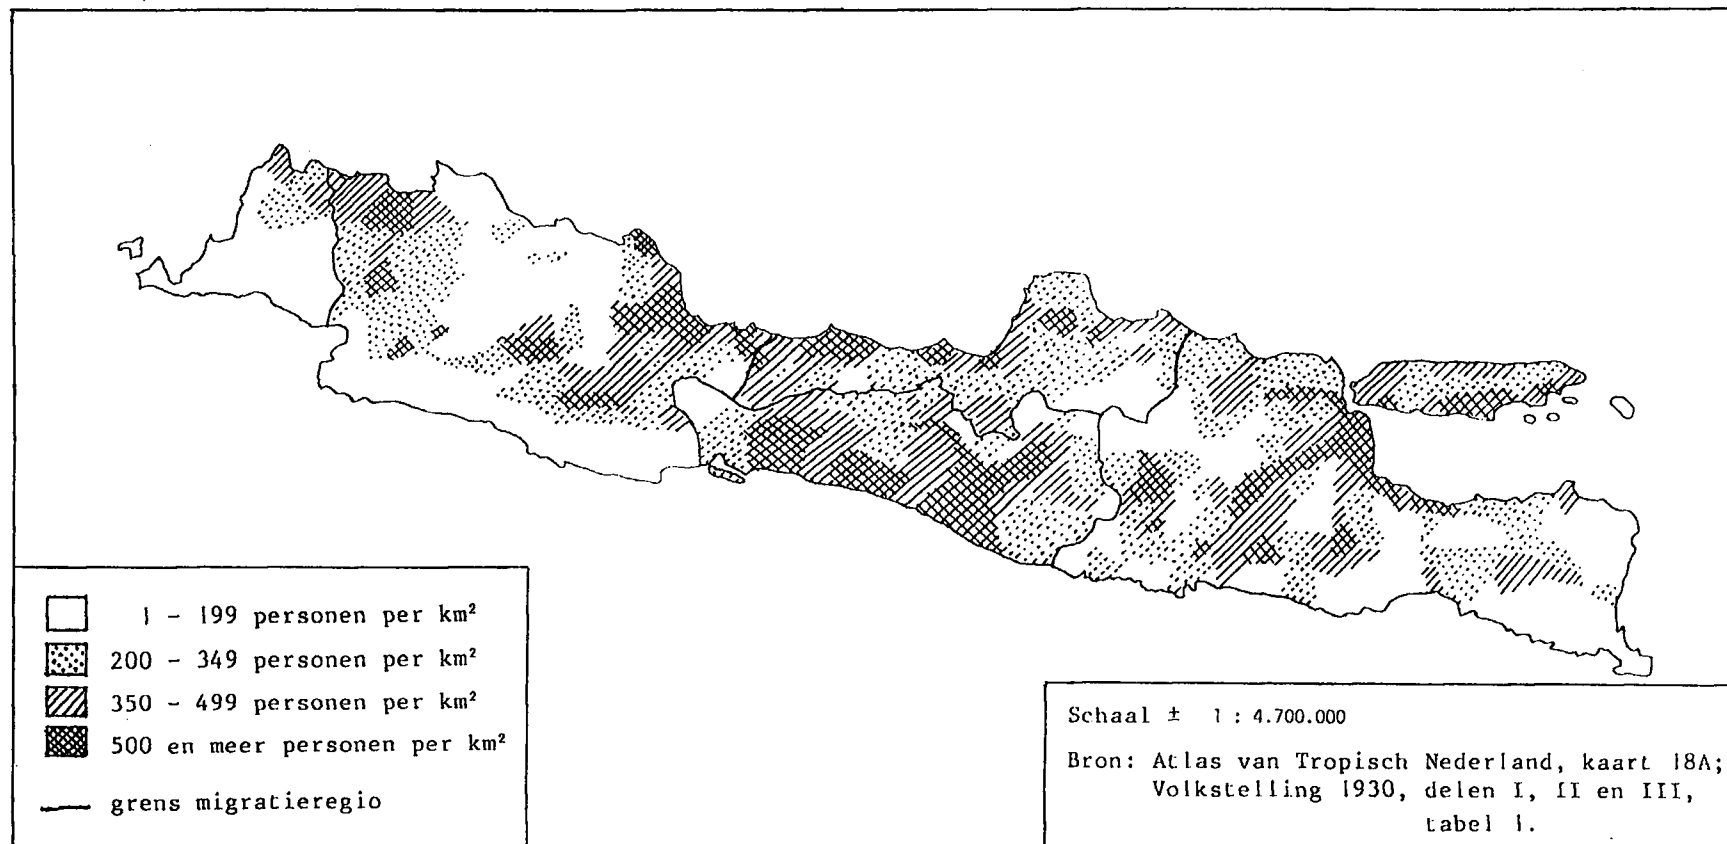 1 - 199 personen per km²
200 - 349 personen per km²
350 - 499 personen per km²
500 en meer personen per km²
grens migratieregio
Schaal ± 1 : 4.700.000
Bron: Atlas van Tropisch Nederland, kaart 18A;
Volkstelling 1930, delen I, II en III,
tabel 1.